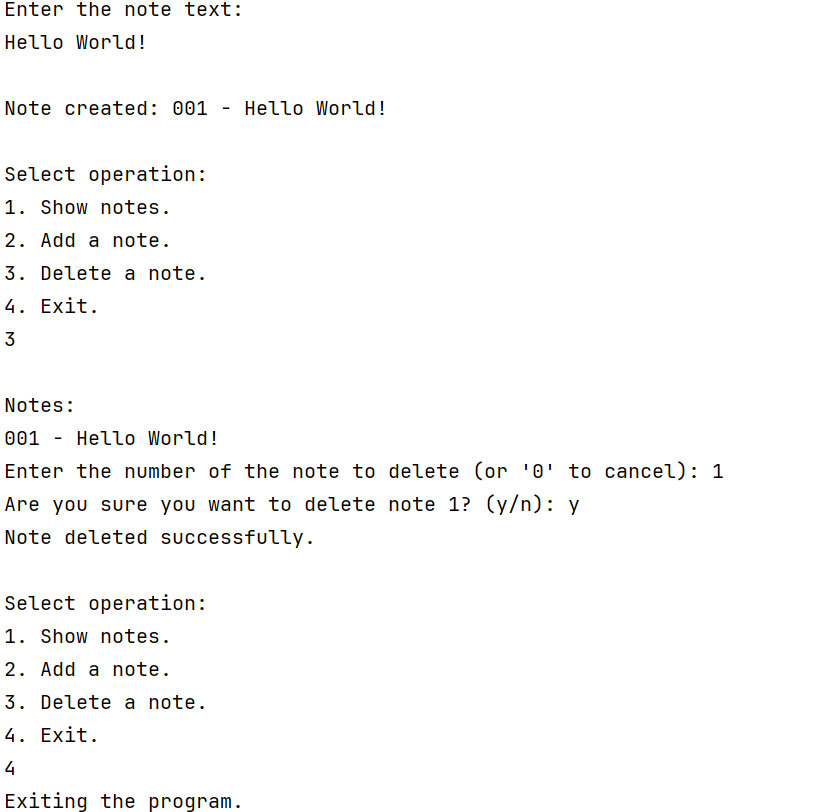 Enter the note text:
Hello World!
Note created: 001 - Hello World!
Select operation:
1. Show notes.
2. Add a note.
3. Delete a note.
4. Exit.
3
Notes:
001 - Hello World!
Enter the number of the note to delete (or '0' to cancel): 1
Are you sure you want to delete note 1? (y/n): y
Note deleted successfully.
Select operation:
1. Show notes.
2. Add a note.
3. Delete a note.
4. Exit.
4
Exiting the program.